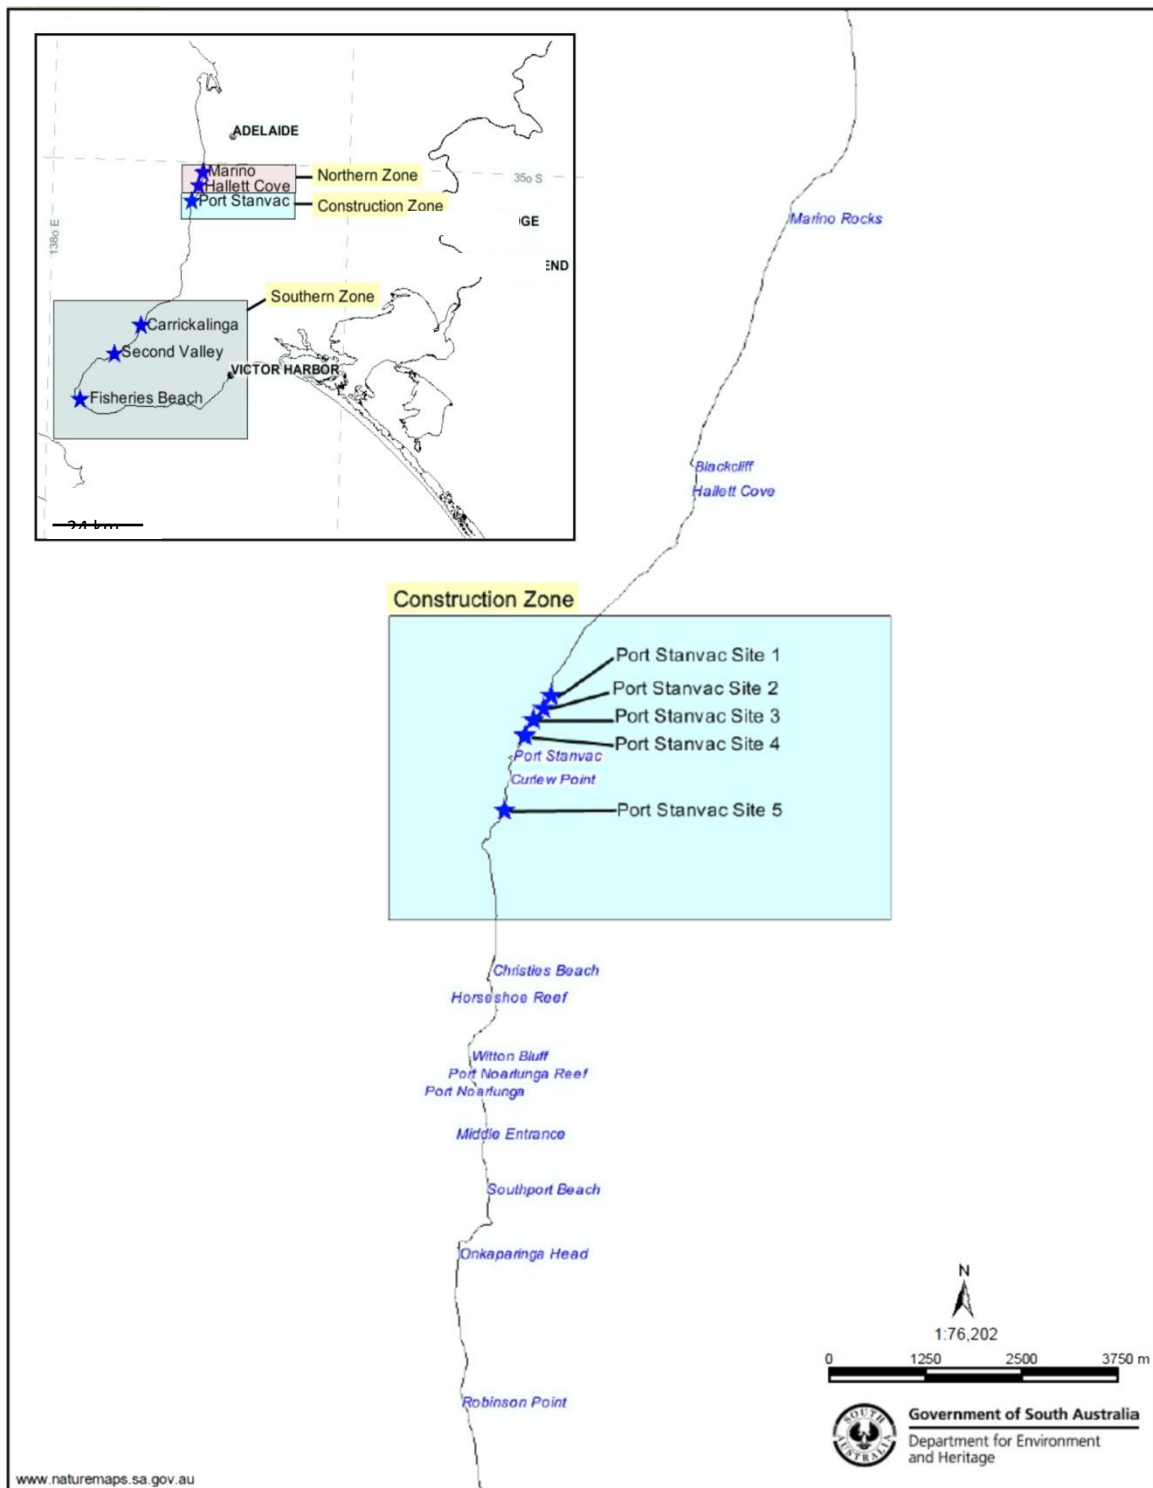 ADELAIDE
Marino
Hallett Cove
Port Stanvac
Northern Zone
Construction Zone
35o S
138o E
Southern Zone
Carrickalinga
Second Valley
Fisheries Beach
VICTOR HARBOR
END
Marino Rocks
Blackcliff
Hallett Cove
Construction Zone
Port Stanvac Site 1
Port Stanvac Site 2
Port Stanvac Site 3
Port Stanvac Site 4
Port Stanvac
Curlew Point
Port Stanvac Site 5
Christies Beach
Horseshoe Reef
Witton Bluff
Port Noarlunga Reef
Port Noarlunga
Middle Entrance
Southport Beach
Onkaparinga Head
Robinson Point
N
1:76,202
0 1250 2500 3750 m
SOUTH AUSTRALIA
Government of South Australia
Department for Environment
and Heritage
www.naturemaps.sa.gov.au